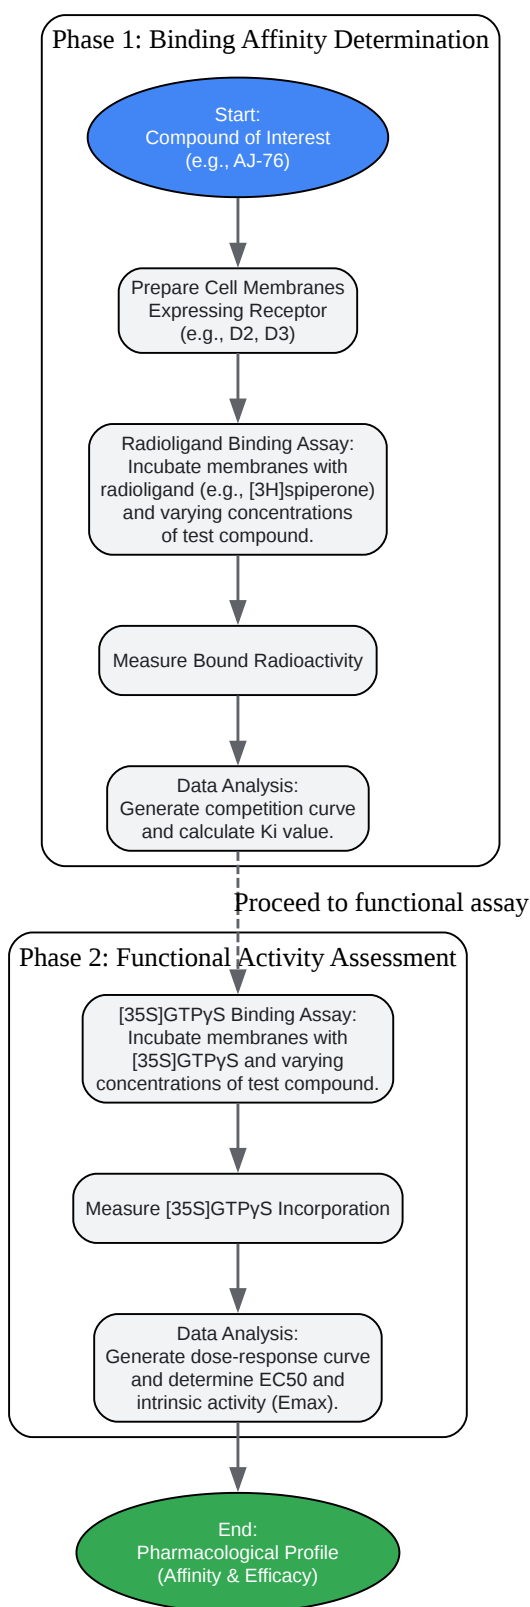 Phase 1: Binding Affinity Determination
Start:
Compound of Interest
(e.g., AJ-76)
Prepare Cell Membranes
Expressing Receptor
(e.g., D2, D3)
Radioligand Binding Assay:
Incubate membranes with
radioligand (e.g., [3H]spiperone)
and varying concentrations
of test compound.
Measure Bound Radioactivity
Data Analysis:
Generate competition curve
and calculate Ki value.
Proceed to functional assay
Phase 2: Functional Activity Assessment
[35S]GTPγS Binding Assay:
Incubate membranes with
[35S]GTPγS and varying
concentrations of test compound.
Measure [35S]GTPγS Incorporation
Data Analysis:
Generate dose-response curve
and determine EC50 and
intrinsic activity (Emax).
End:
Pharmacological Profile
(Affinity & Efficacy)